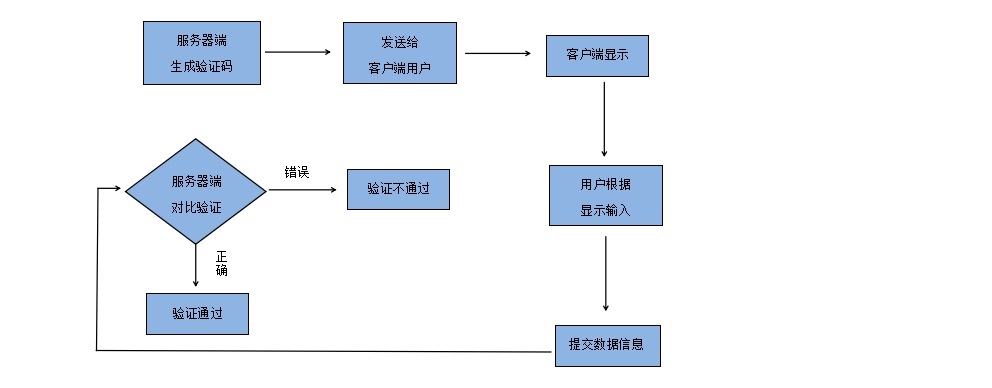 服务器端
生成验证码
发送给
客户端用户
客户端显示
用户根据
显示输入
提交数据信息
服务器端
对比验证
错误
验证不通过
正
确
验证通过